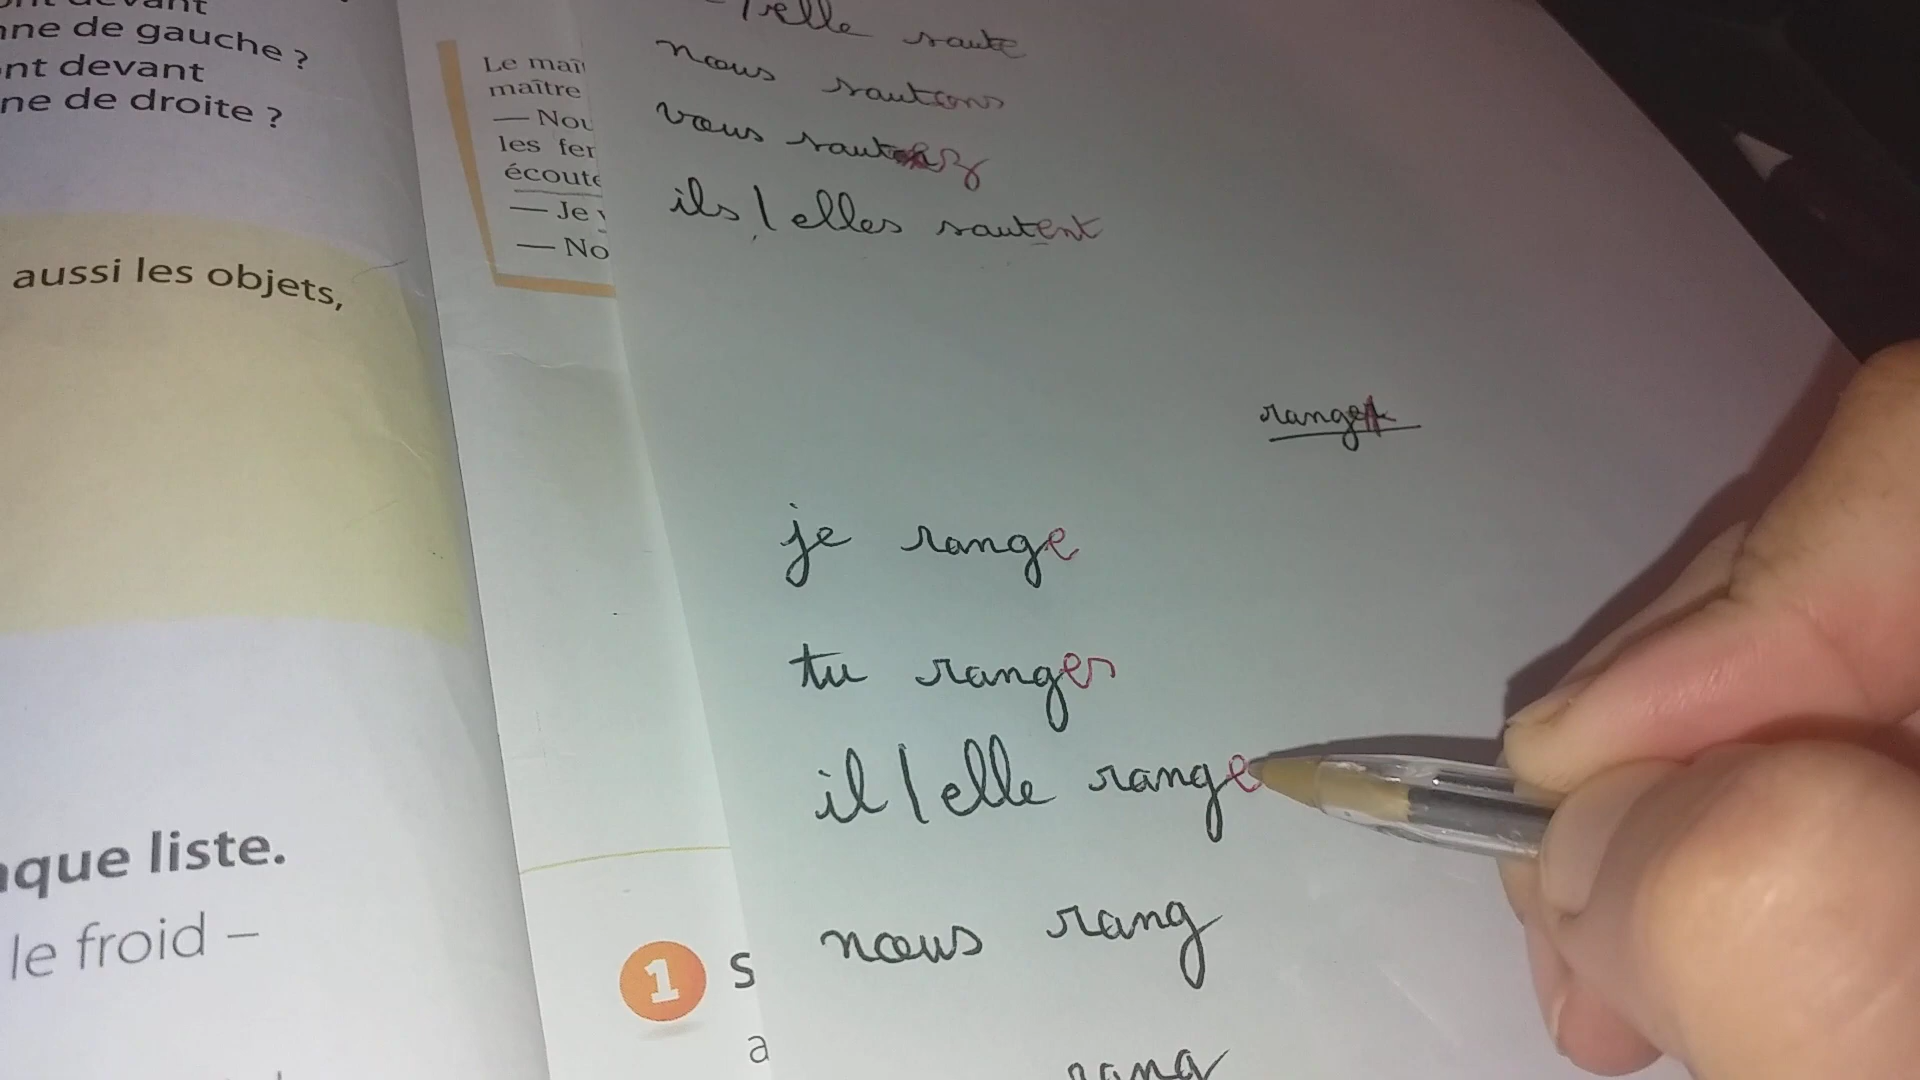 ne de gauche ?
nt devant
ne de droite ?
aussi les objets,
que liste.
le froid –
Le maî
maître
— Nou
les fer
écoute
— Je v
— No
1 S
a
elle saute
nous sautons
vous sautez
ils / elles sautent
ranger
je range
tu ranges
il / elle range
nous rang
rang